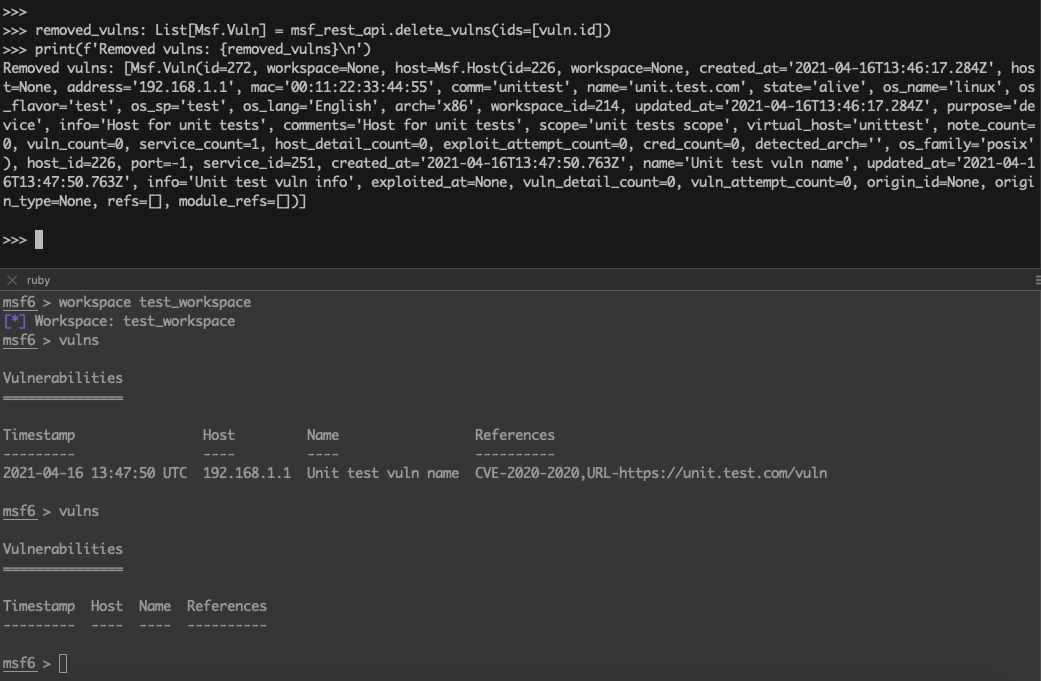 >>>
>>> removed_vulns: List[Msf.Vuln] = msf_rest_api.delete_vulns(ids=[vuln.id])
>>> print(f'Removed vulns: {removed_vulns}\n')
Removed vulns: [Msf.Vuln(id=272, workspace=None, host=Msf.Host(id=226, workspace=None, created_at='2021-04-16T13:46:17.284Z', hos
t=None, address='192.168.1.1', mac='00:11:22:33:44:55', comm='unittest', name='unit.test.com', state='alive', os_name='linux', os
_flavor='test', os_sp='test', os_lang='English', arch='x86', workspace_id=214, updated_at='2021-04-16T13:46:17.284Z', purpose='de
vice', info='Host for unit tests', comments='Host for unit tests', scope='unit tests scope', virtual_host='unittest', note_count=
0, vuln_count=0, service_count=1, host_detail_count=0, exploit_attempt_count=0, cred_count=0, detected_arch='', os_family='posix'
), host_id=226, port=-1, service_id=251, created_at='2021-04-16T13:47:50.763Z', name='Unit test vuln name', updated_at='2021-04-1
6T13:47:50.763Z', info='Unit test vuln info', exploited_at=None, vuln_detail_count=0, vuln_attempt_count=0, origin_id=None, origi
n_type=None, refs=[], module_refs=[])]
>>>
ruby
msf6 > workspace test_workspace
[*] Workspace: test_workspace
msf6 > vulns
Vulnerabilities
===============
Timestamp                Host         Name                 References
---------                ----         ----                 ----------
2021-04-16 13:47:50 UTC  192.168.1.1  Unit test vuln name  CVE-2020-2020,URL-https://unit.test.com/vuln
msf6 > vulns
Vulnerabilities
===============
Timestamp  Host  Name  References
---------  ----  ----  ----------
msf6 >